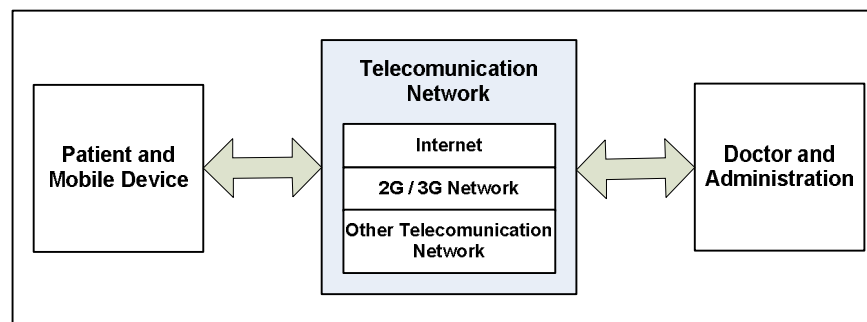 Telecomunication
Network
Patient and
Mobile Device
Internet
2G / 3G Network
Other Telecomunication
Network
Doctor and
Administration